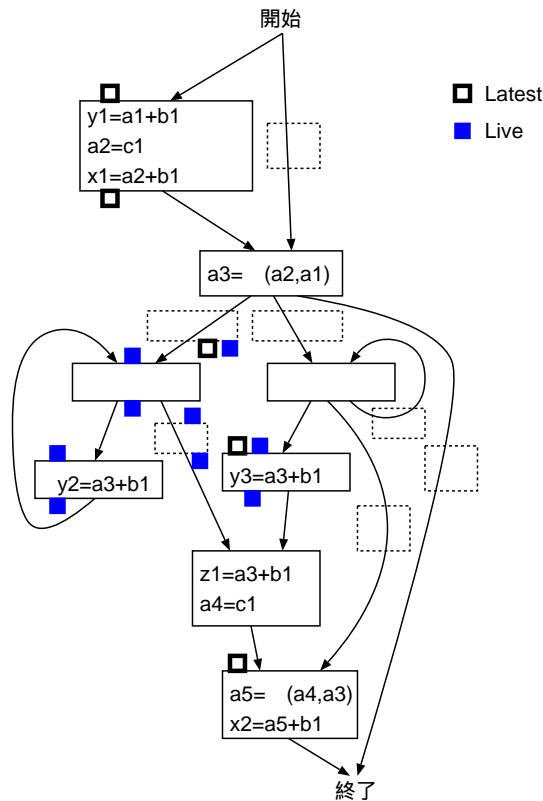 開始
Latest
Live
y1=a1+b1
a2=c1
x1=a2+b1
a3= (a2,a1)
y2=a3+b1
y3=a3+b1
z1=a3+b1
a4=c1
a5= (a4,a3)
x2=a5+b1
終了